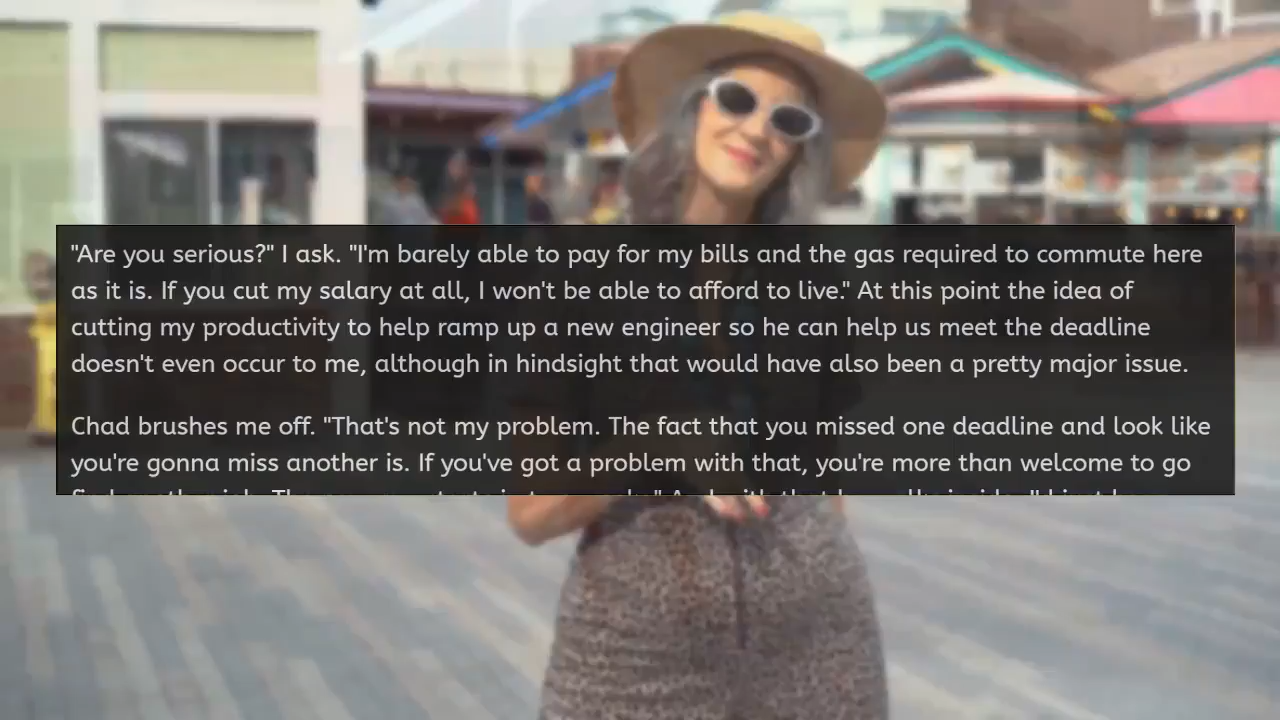 "Are you serious?" I ask. "I'm barely able to pay for my bills and the gas required to commute here
as it is. If you cut my salary at all, I won't be able to afford to live." At this point the idea of
cutting my productivity to help ramp up a new engineer so he can help us meet the deadline
doesn't even occur to me, although in hindsight that would have also been a pretty major issue.
Chad brushes me off. "That's not my problem. The fact that you missed one deadline and look like
you're gonna miss another is. If you've got a problem with that, you're more than welcome to go